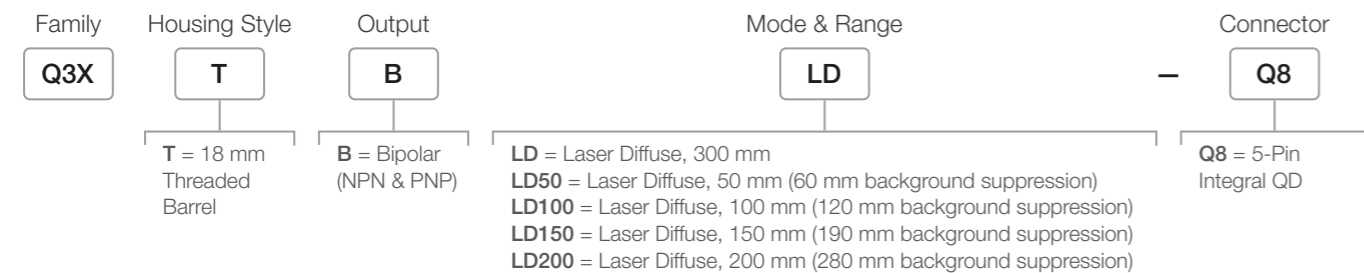 Family Housing Style Output Mode & Range Connector
Q3X T B LD – Q8
T = 18 mm
Threaded
Barrel
B = Bipolar
(NPN & PNP)
LD = Laser Diffuse, 300 mm
LD50 = Laser Diffuse, 50 mm (60 mm background suppression)
LD100 = Laser Diffuse, 100 mm (120 mm background suppression)
LD150 = Laser Diffuse, 150 mm (190 mm background suppression)
LD200 = Laser Diffuse, 200 mm (280 mm background suppression)
Q8 = 5-Pin
Integral QD